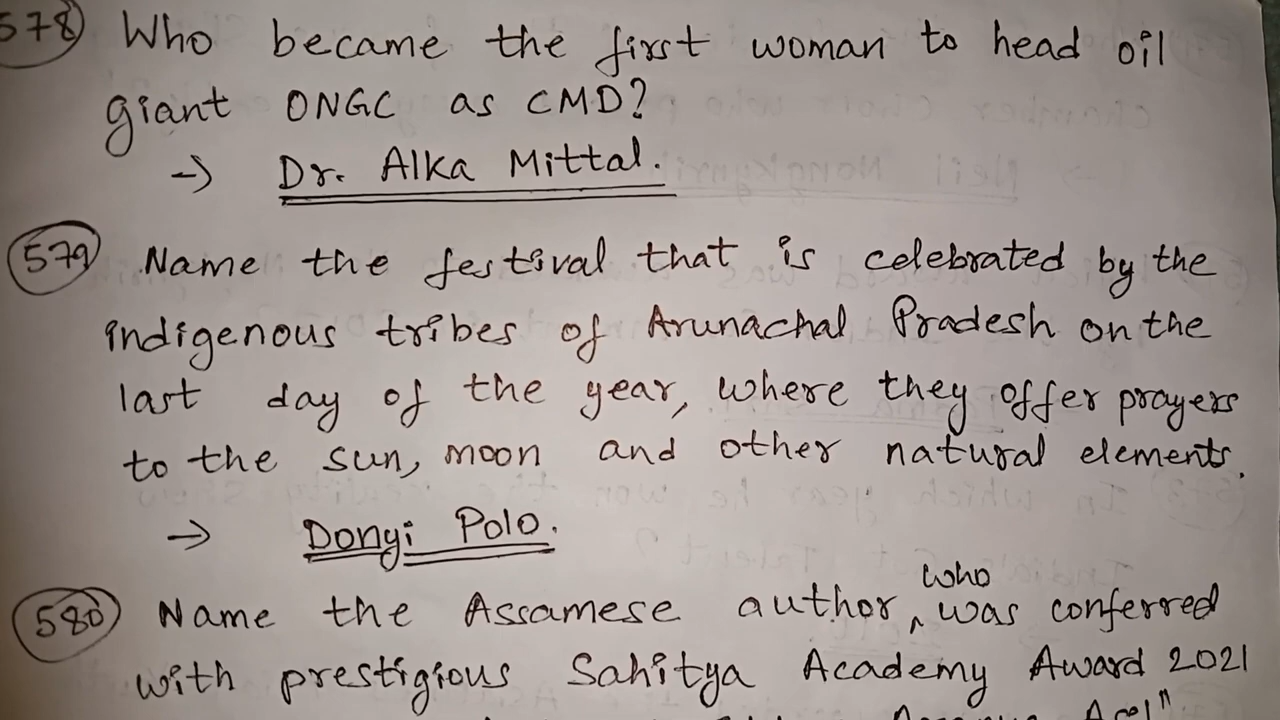 578) Who became the first woman to head oil
giant ONGC as CMD?
→ Dr. Alka Mittal.
579) Name the festival that is celebrated by the
indigenous tribes of Arunachal Pradesh on the
last day of the year, where they offer prayers
to the sun, moon and other natural elements.
→ Donyi Polo.
580) Name the Assamese author, who was conferred
with prestigious Sahitya Academy Award 2021